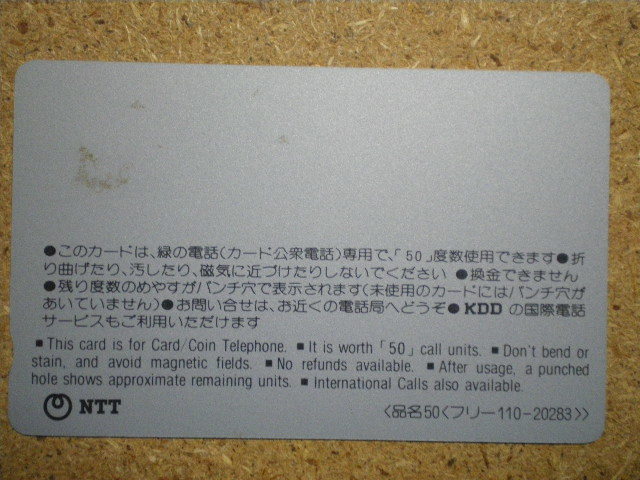 ●このカードは、緑の電話(カード公衆電話)専用で、「50」度数使用できます●折
り曲げたり、汚したり、磁気に近づけたりしないでください ●換金できません
●残り度数のめやすがパンチ穴で表示されます(未使用のカードにはパンチ穴が
あいていません)●お問い合せは、お近くの電話局へどうぞ●KDD の国際電話
サービスもご利用いただけます
■This card is for Card/Coin Telephone. ■It is worth「50」call units. ■Don't bend or
stain, and avoid magnetic fields. ■No refunds available. ■After usage, a punched
hole shows approximate remaining units. ■International Calls also available.
NTT
〈品名50〈フリー110-20283〉〉